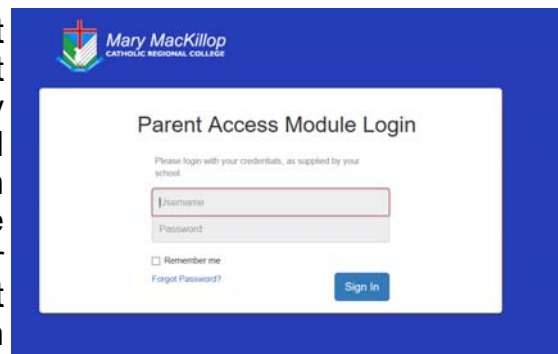 Mary MacKillop
CATHOLIC REGIONAL COLLEGE
Parent Access Module Login
Please login with your credentials, as supplied by your
school.
Username
Password
Remember me
Forgot Password?
Sign In